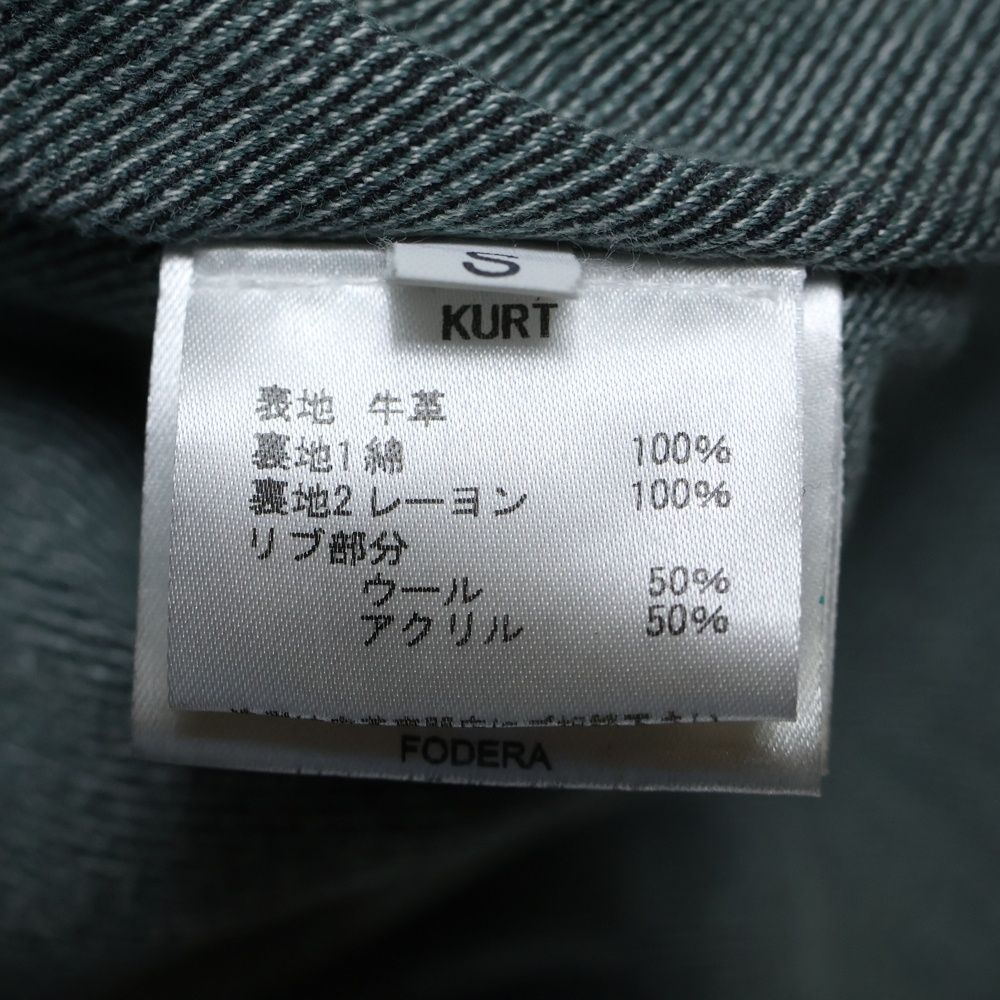 S
KURT
表地 牛革
裏地1 綿 100%
裏地2 レーヨン 100%
リブ部分
ウール 50%
アクリル 50%
FODERA